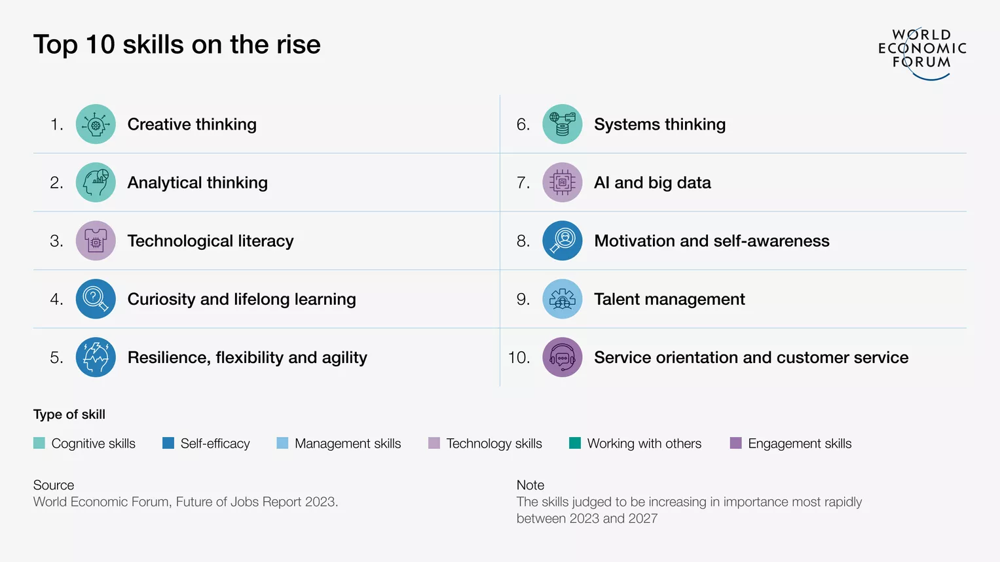 Top 10 skills on the rise
WORLD
ECONOMIC
FORUM
1. Creative thinking
2. Analytical thinking
3. Technological literacy
4. Curiosity and lifelong learning
5. Resilience, flexibility and agility
6. Systems thinking
7. AI and big data
8. Motivation and self-awareness
9. Talent management
10. Service orientation and customer service
Type of skill
Cognitive skills
Self-efficacy
Management skills
Technology skills
Working with others
Engagement skills
Source
World Economic Forum, Future of Jobs Report 2023.
Note
The skills judged to be increasing in importance most rapidly
between 2023 and 2027